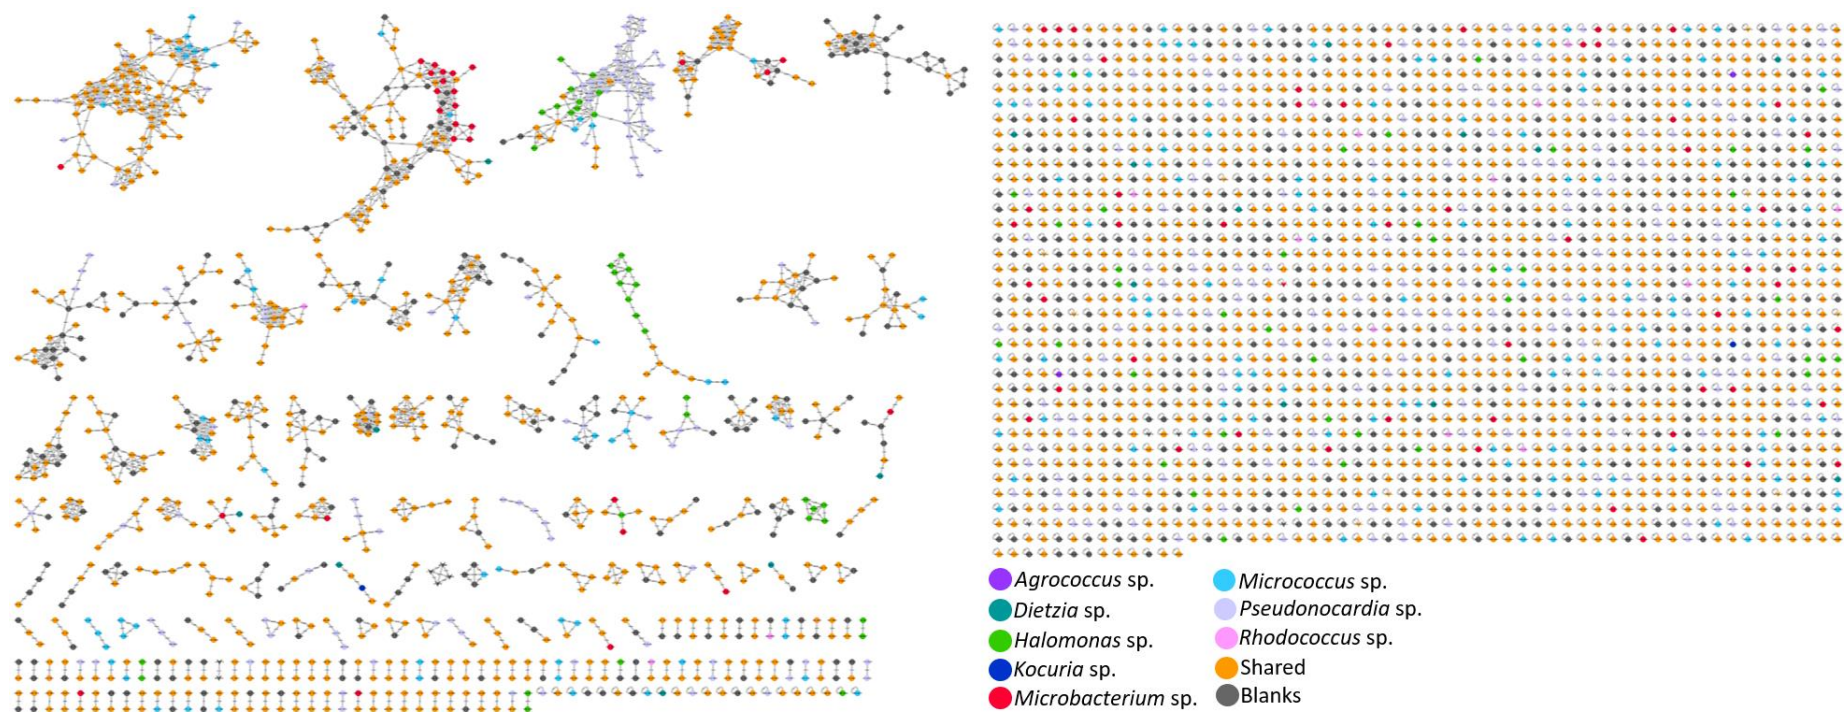 Agrococcus sp.
Dietzia sp.
Halomonas sp.
Kocuria sp.
Microbacterium sp.
Micrococcus sp.
Pseudonocardia sp.
Rhodococcus sp.
Shared
Blanks